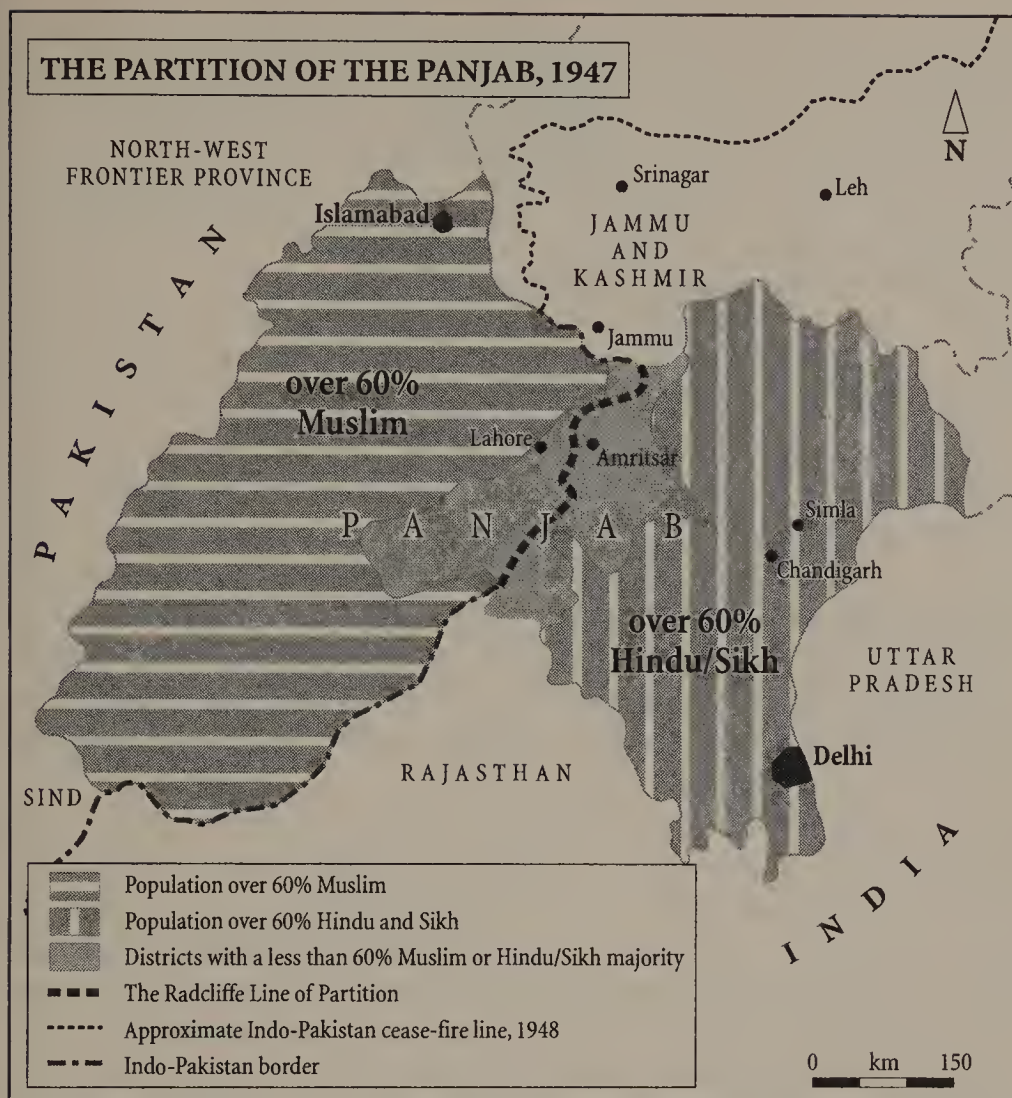 THE PARTITION OF THE PANJAB, 1947
N
NORTH-WEST
FRONTIER PROVINCE
Srinagar
Leh
Islamabad
JAMMU
AND
KASHMIR
PAKISTAN
Jammu
over 60%
Muslim
Lahore
Amritsar
PANJAB
Simla
Chandigarh
over 60%
Hindu/Sikh
UTTAR
PRADESH
Delhi
RAJASTHAN
SIND
INDIA
Population over 60% Muslim
Population over 60% Hindu and Sikh
Districts with a less than 60% Muslim or Hindu/Sikh majority
The Radcliffe Line of Partition
Approximate Indo-Pakistan cease-fire line, 1948
Indo-Pakistan border
0 km 150